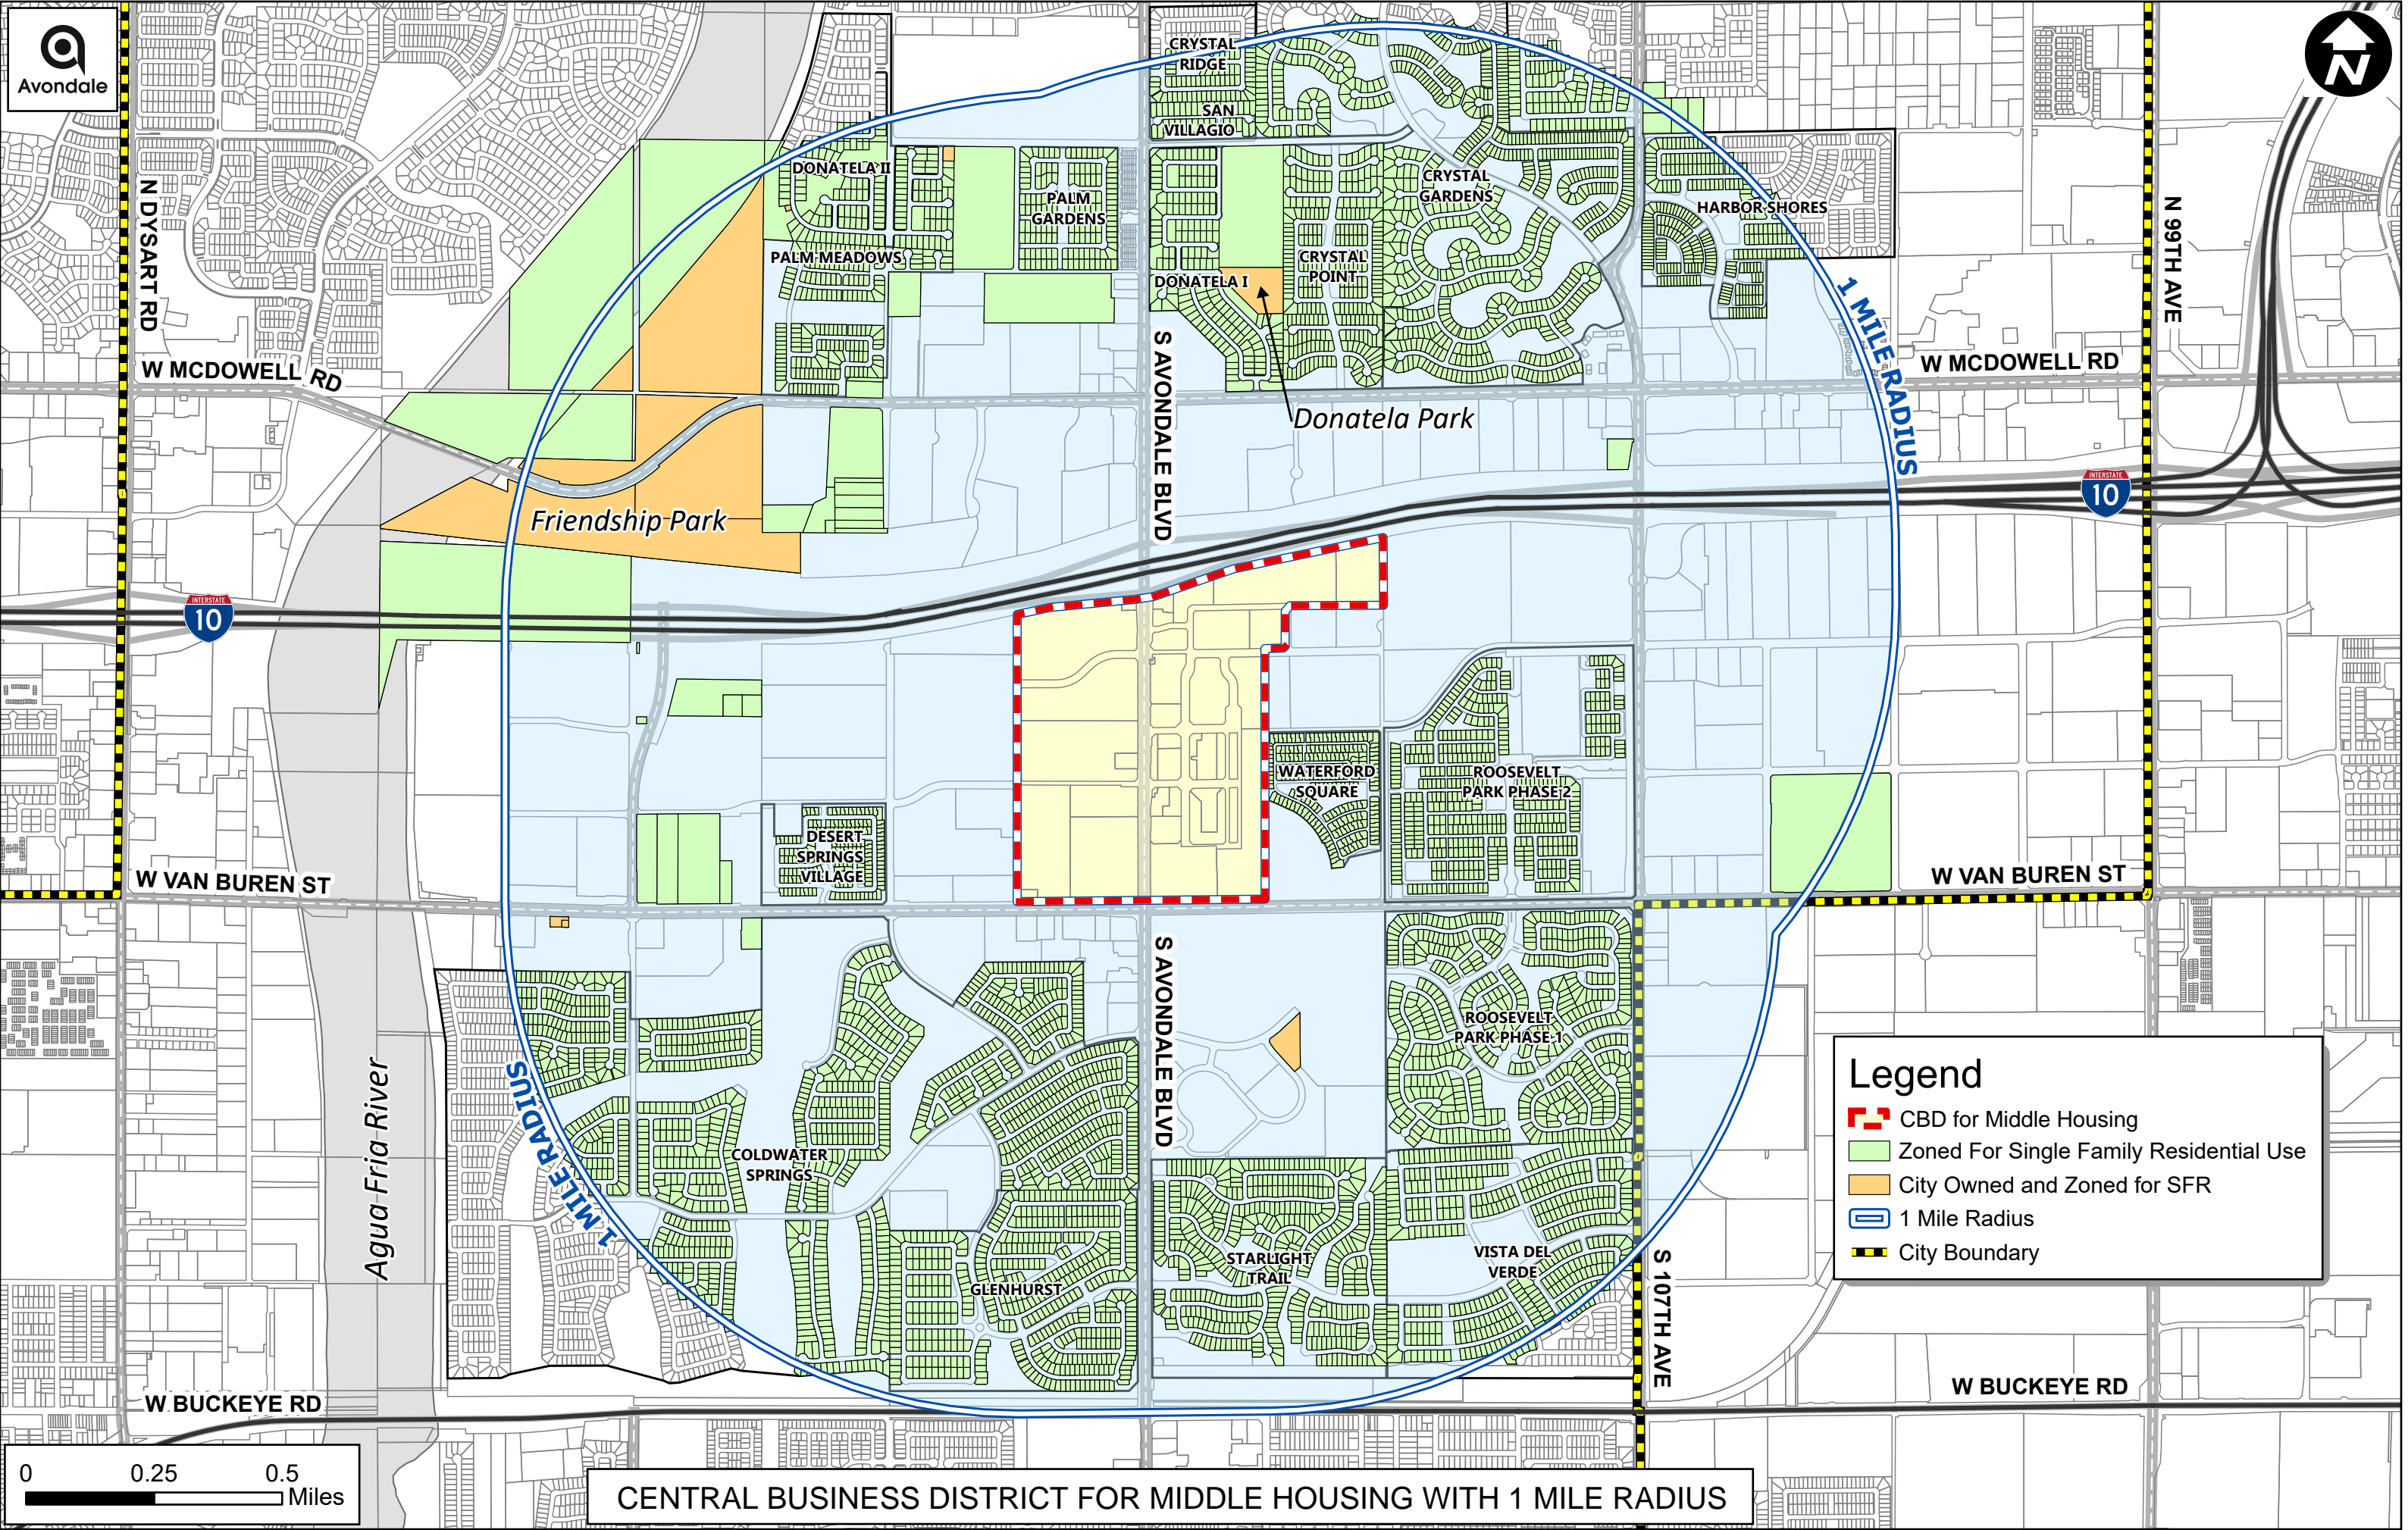 Avondale
N
CRYSTAL
RIDGE
SAN
VILLAGIO
DONATELA II
PALM
GARDENS
CRYSTAL
GARDENS
HARBOR SHORES
N DYSART RD
N 99TH AVE
PALM MEADOWS
DONATELA I
CRYSTAL
POINT
1 MILE RADIUS
W MCDOWELL RD
W MCDOWELL RD
S AVONDALE BLVD
Donatela Park
Friendship Park
INTERSTATE
10
INTERSTATE
10
WATERFORD
SQUARE
ROOSEVELT
PARK PHASE 2
DESERT
SPRINGS
VILLAGE
W VAN BUREN ST
W VAN BUREN ST
S AVONDALE BLVD
ROOSEVELT
PARK PHASE 1
Agua Fria River
1 MILE RADIUS
COLDWATER
SPRINGS
GLENHURST
STARLIGHT
TRAIL
VISTA DEL
VERDE
S 107TH AVE
Legend
CBD for Middle Housing
Zoned For Single Family Residential Use
City Owned and Zoned for SFR
1 Mile Radius
City Boundary
W BUCKEYE RD
W BUCKEYE RD
0 0.25 0.5
Miles
CENTRAL BUSINESS DISTRICT FOR MIDDLE HOUSING WITH 1 MILE RADIUS